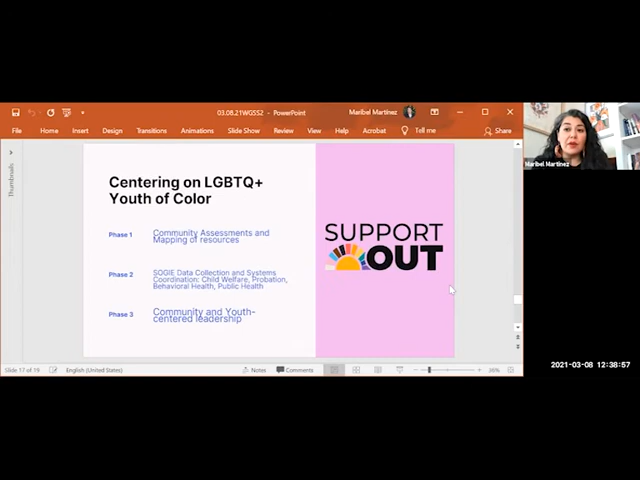 03.08.21WGSS2 - PowerPoint
Maribel Martinez
File Home Insert Design Transitions Animations Slide Show Review View Help Acrobat Tell me Share
Thumbnails
Centering on LGBTQ+
Youth of Color
Phase 1
Community Assessments and
Mapping of resources
Phase 2
SOGIE Data Collection and Systems
Coordination: Child Welfare, Probation,
Behavioral Health, Public Health
Phase 3
Community and Youth-
centered leadership
SUPPORT
OUT
Slide 17 of 19 English (United States) Notes Comments 36%
Maribel Martinez
2021-03-08 12:38:57